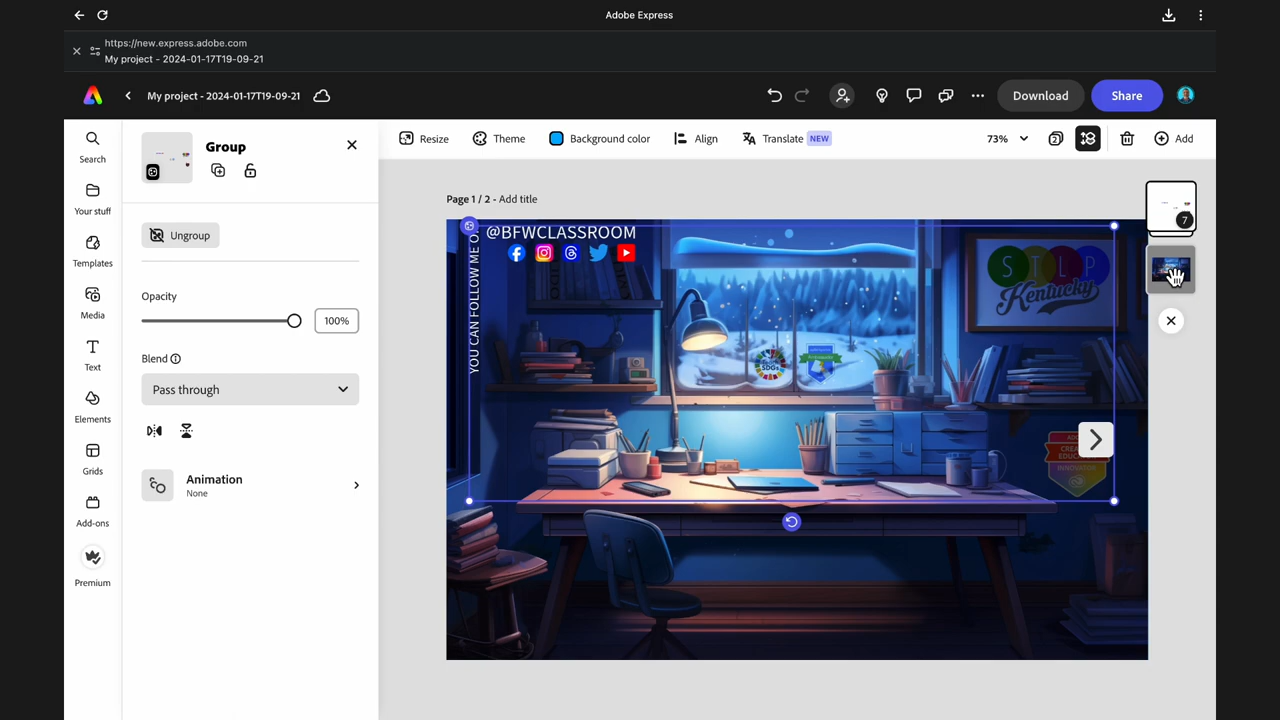 Adobe Express
https://new.express.adobe.com
My project - 2024-01-17T19-09-21
My project - 2024-01-17T19-09-21
Download
Share
Search
Your stuff
Templates
Media
Text
Elements
Grids
Add-ons
Premium
Group
Ungroup
Opacity
100%
Blend
Pass through
Animation
None
Resize
Theme
Background color
Align
Translate NEW
73%
2
Add
Page 1 / 2 - Add title
7
@BFWCLASSROOM
YOU CAN FOLLOW ME O
STLP
Kentucky
SDGs